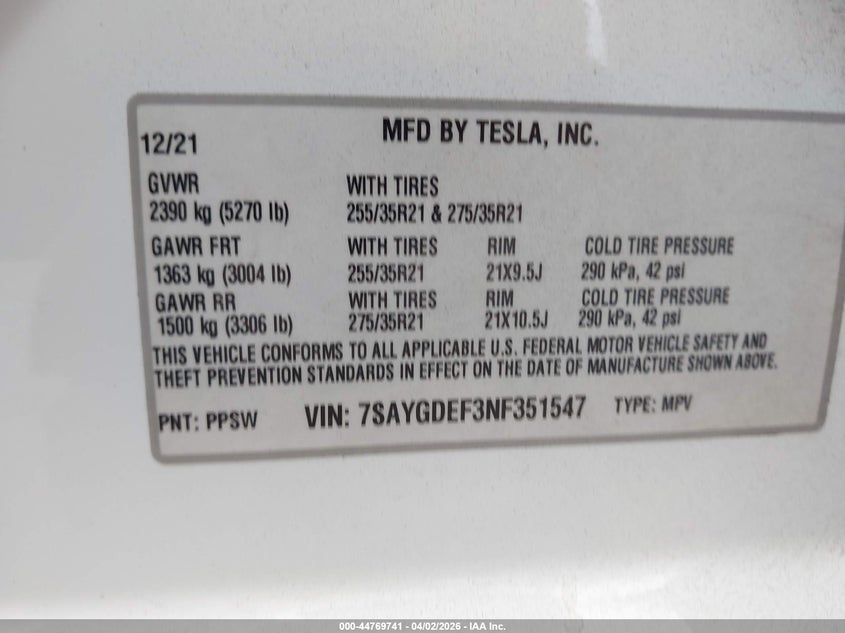 MFD BY TESLA, INC.
12/21
GVWR WITH TIRES
2390 kg (5270 lb) 255/35R21 & 275/35R21
GAWR FRT WITH TIRES RIM COLD TIRE PRESSURE
1363 kg (3004 lb) 255/35R21 21X9.5J 290 kPa, 42 psi
GAWR RR WITH TIRES RIM COLD TIRE PRESSURE
1500 kg (3306 lb) 275/35R21 21X10.5J 290 kPa, 42 psi
THIS VEHICLE CONFORMS TO ALL APPLICABLE U.S. FEDERAL MOTOR VEHICLE SAFETY AND
THEFT PREVENTION STANDARDS IN EFFECT ON THE DATE OF MANUFACTURE SHOWN ABOVE.
PNT: PPSW VIN: 7SAYGDEF3NF351547 TYPE: MPV
000-44769741 - 04/02/2026 - IAA Inc.